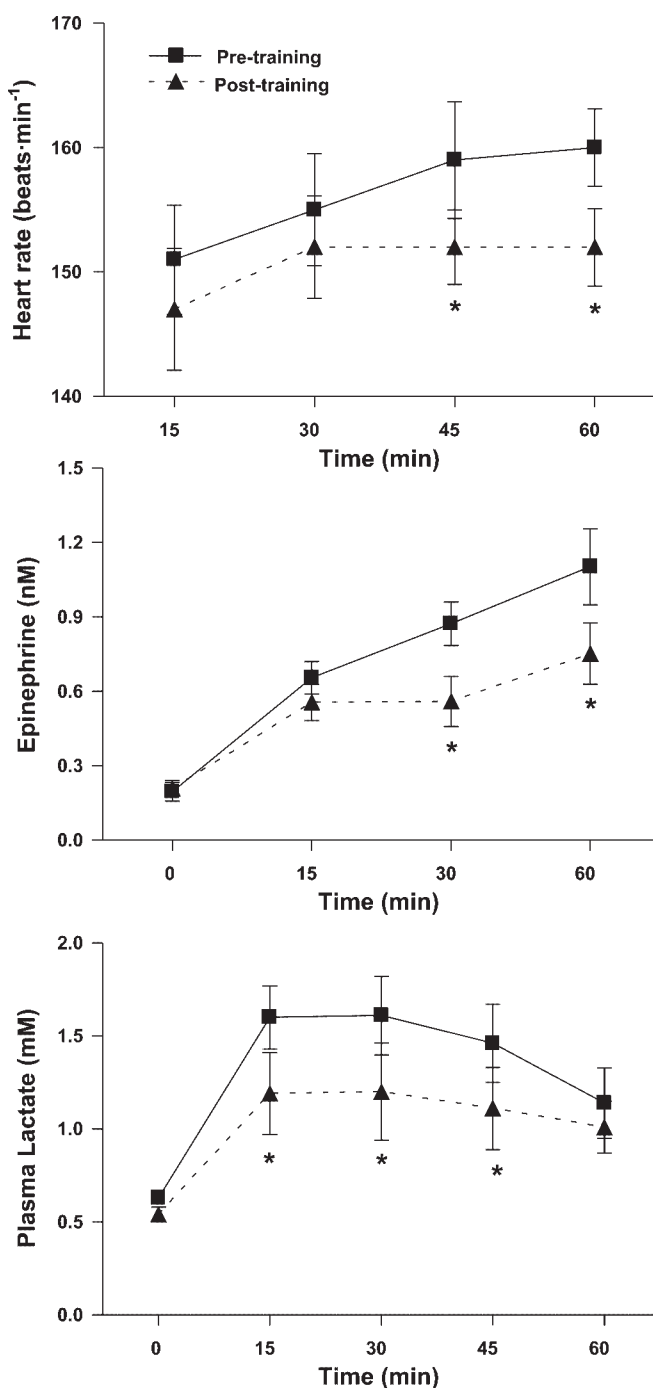 170
Pre-training
Post-training
160
150
140
Heart rate (beats·min⁻¹)
* *
15 30 45 60
Time (min)
1.5
1.2
0.9
0.6
0.3
0.0
Epinephrine (nM)
* *
0 15 30 60
Time (min)
2.0
1.5
1.0
0.5
0.0
Plasma Lactate (mM)
* * *
0 15 30 45 60
Time (min)